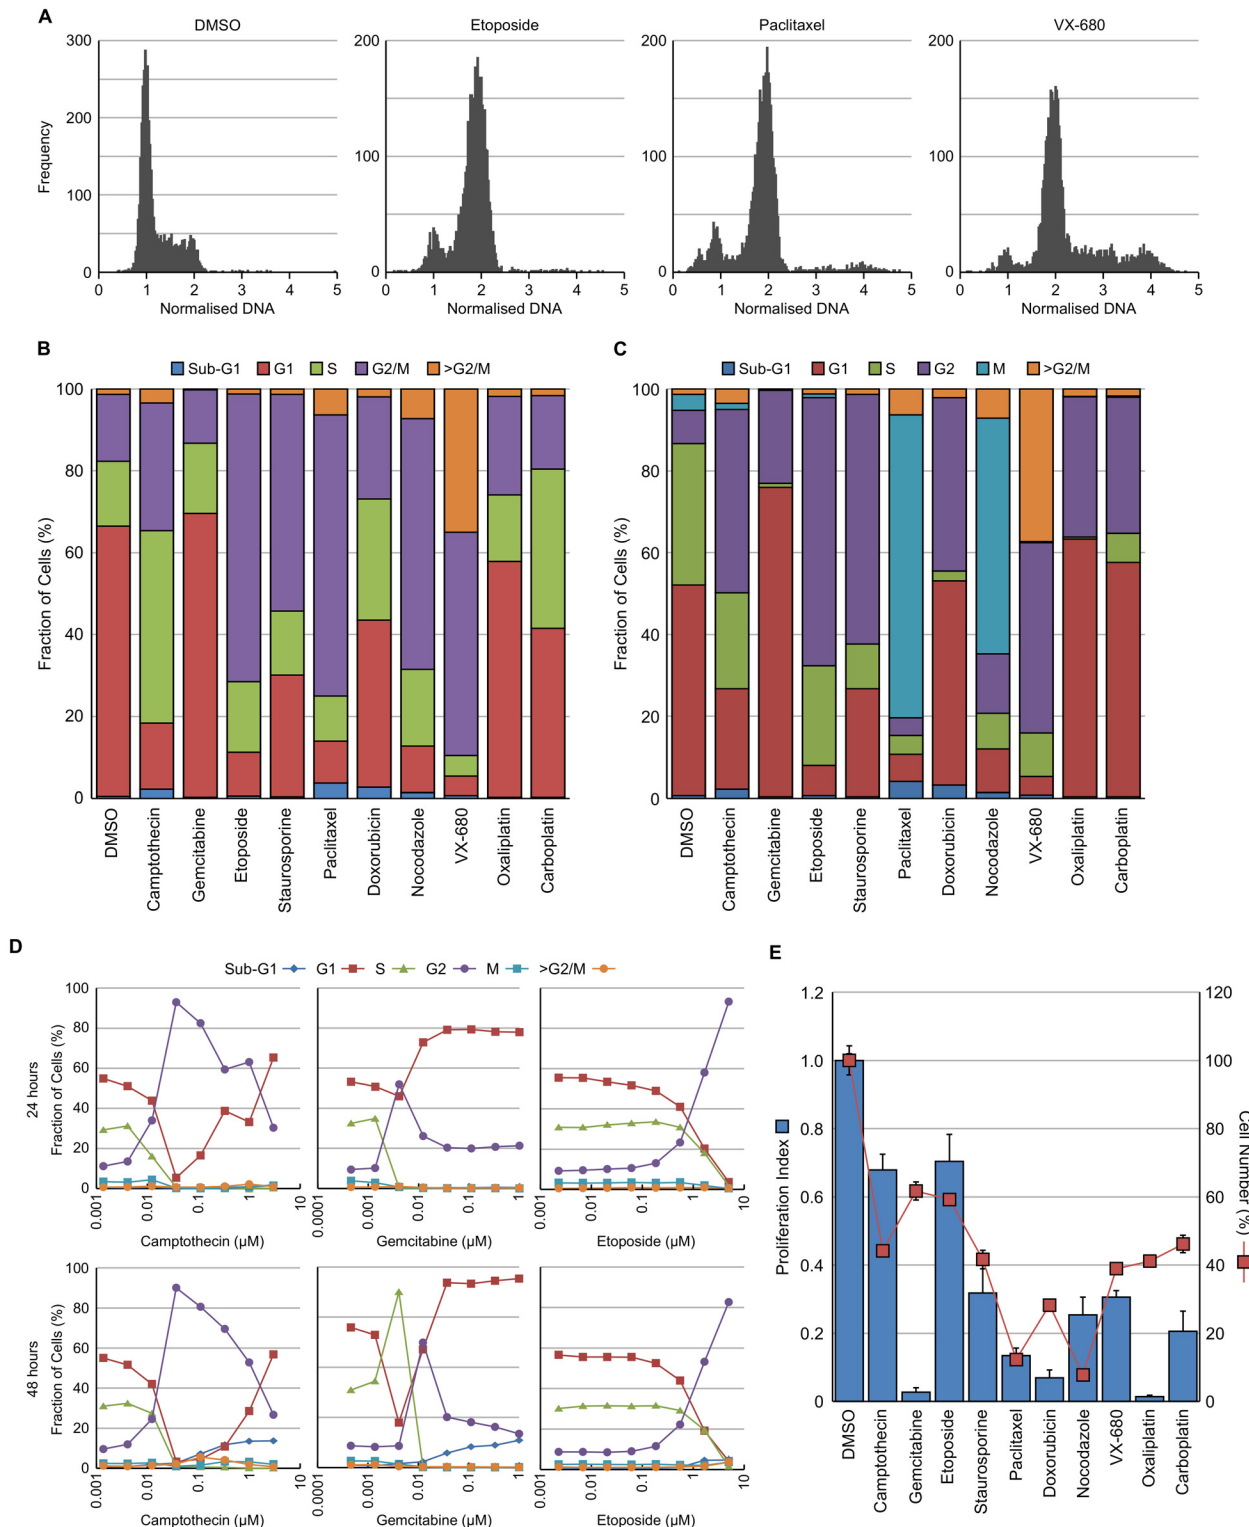 A
DMSO
Etoposide
Paclitaxel
VX-680
300
200
100
0
Frequency
200
100
0
200
100
0
200
100
0
0 1 2 3 4 5
0 1 2 3 4 5
0 1 2 3 4 5
0 1 2 3 4 5
Normalised DNA
Normalised DNA
Normalised DNA
Normalised DNA
B
Sub-G1 G1 S G2/M >G2/M
100
80
60
40
20
0
Fraction of Cells (%)
DMSO
Camptothecin
Gemcitabine
Etoposide
Staurosporine
Paclitaxel
Doxorubicin
Nocodazole
VX-680
Oxaliplatin
Carboplatin
C
Sub-G1 G1 S G2 M >G2/M
100
80
60
40
20
0
Fraction of Cells (%)
DMSO
Camptothecin
Gemcitabine
Etoposide
Staurosporine
Paclitaxel
Doxorubicin
Nocodazole
VX-680
Oxaliplatin
Carboplatin
D
Sub-G1 G1 S G2 M >G2/M
24 hours
Fraction of Cells (%)
100
80
60
40
20
0
0.001 0.01 0.1 1 10
Camptothecin (µM)
0.0001 0.001 0.01 0.1 1
Gemcitabine (µM)
0.001 0.01 0.1 1 10
Etoposide (µM)
48 hours
Fraction of Cells (%)
100
80
60
40
20
0
0.001 0.01 0.1 1 10
Camptothecin (µM)
0.0001 0.001 0.01 0.1 1
Gemcitabine (µM)
0.001 0.01 0.1 1 10
Etoposide (µM)
E
Proliferation Index
1.2
1.0
0.8
0.6
0.4
0.2
0
120
100
80
60
40
20
0
Cell Number (%)
DMSO
Camptothecin
Gemcitabine
Etoposide
Staurosporine
Paclitaxel
Doxorubicin
Nocodazole
VX-680
Oxaliplatin
Carboplatin